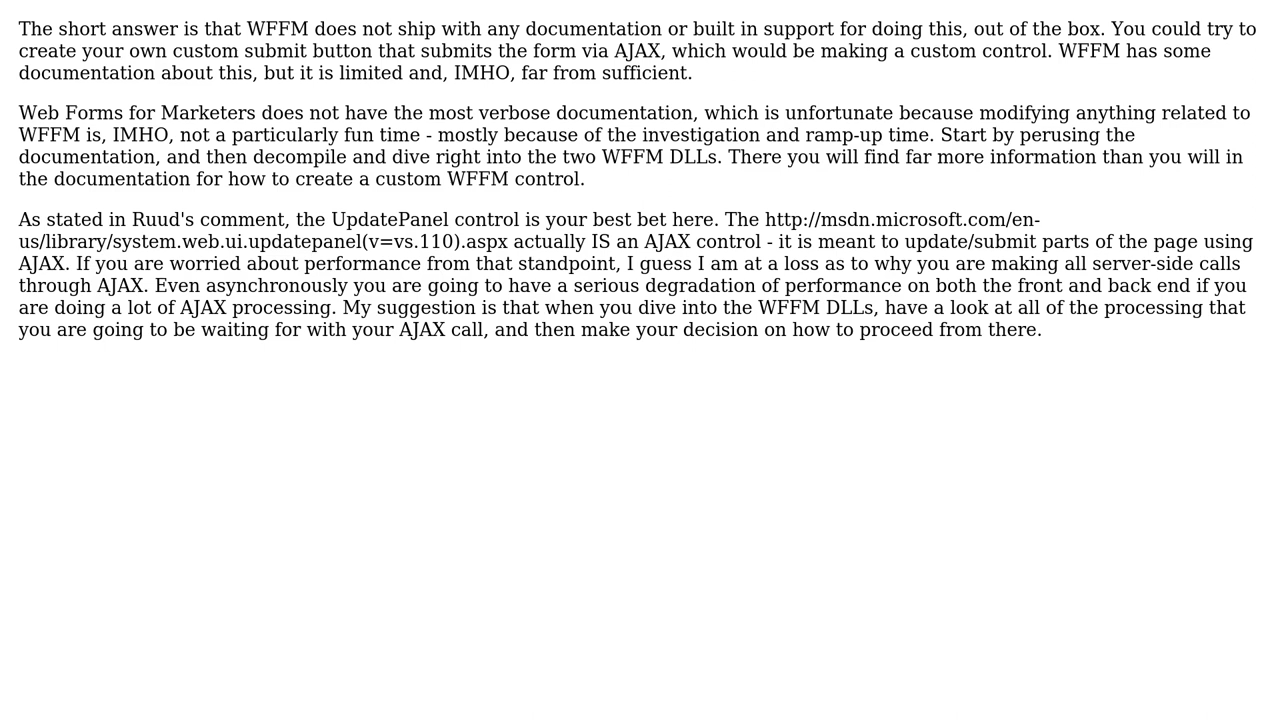 The short answer is that WFFM does not ship with any documentation or built in support for doing this, out of the box. You could try to
create your own custom submit button that submits the form via AJAX, which would be making a custom control. WFFM has some
documentation about this, but it is limited and, IMHO, far from sufficient.
Web Forms for Marketers does not have the most verbose documentation, which is unfortunate because modifying anything related to
WFFM is, IMHO, not a particularly fun time - mostly because of the investigation and ramp-up time. Start by perusing the
documentation, and then decompile and dive right into the two WFFM DLLs. There you will find far more information than you will in
the documentation for how to create a custom WFFM control.
As stated in Ruud's comment, the UpdatePanel control is your best bet here. The http://msdn.microsoft.com/en-
us/library/system.web.ui.updatepanel(v=vs.110).aspx actually IS an AJAX control - it is meant to update/submit parts of the page using
AJAX. If you are worried about performance from that standpoint, I guess I am at a loss as to why you are making all server-side calls
through AJAX. Even asynchronously you are going to have a serious degradation of performance on both the front and back end if you
are doing a lot of AJAX processing. My suggestion is that when you dive into the WFFM DLLs, have a look at all of the processing that
you are going to be waiting for with your AJAX call, and then make your decision on how to proceed from there.